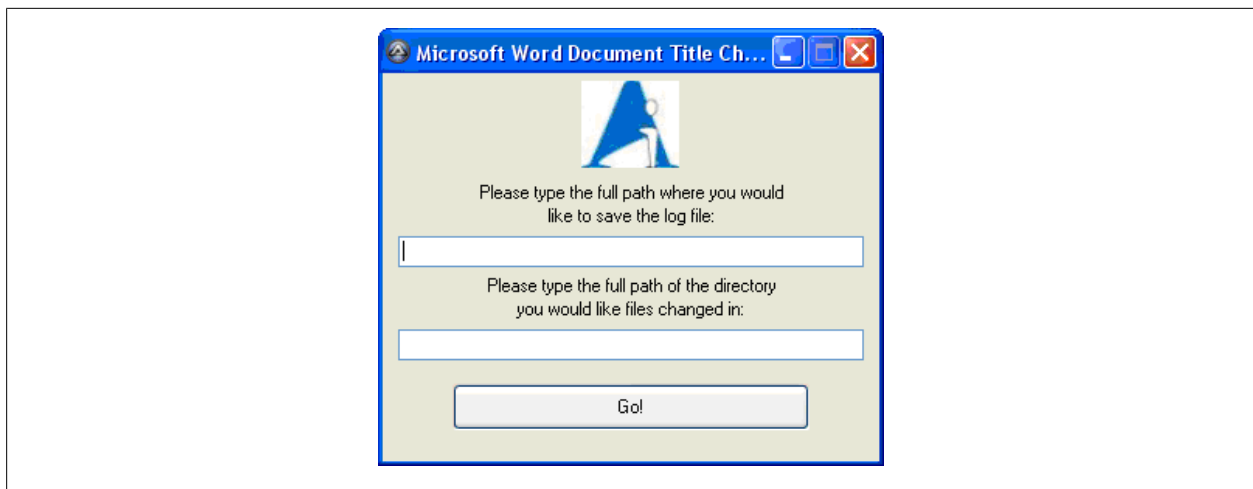 Microsoft Word Document Title Ch...
Please type the full path where you would
like to save the log file:
Please type the full path of the directory
you would like files changed in:
Go!